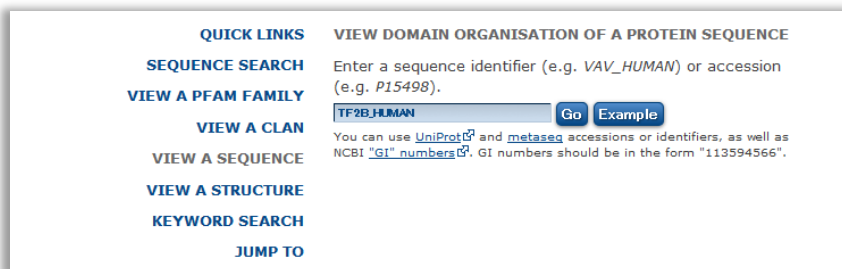 QUICK LINKS
SEQUENCE SEARCH
VIEW A PFAM FAMILY
VIEW A CLAN
VIEW A SEQUENCE
VIEW A STRUCTURE
KEYWORD SEARCH
JUMP TO
VIEW DOMAIN ORGANISATION OF A PROTEIN SEQUENCE
Enter a sequence identifier (e.g. VAV_HUMAN) or accession
(e.g. P15498).
TF2B_HUMAN Go Example
You can use UniProt and metaseq accessions or identifiers, as well as
NCBI "GI" numbers. GI numbers should be in the form "113594566".